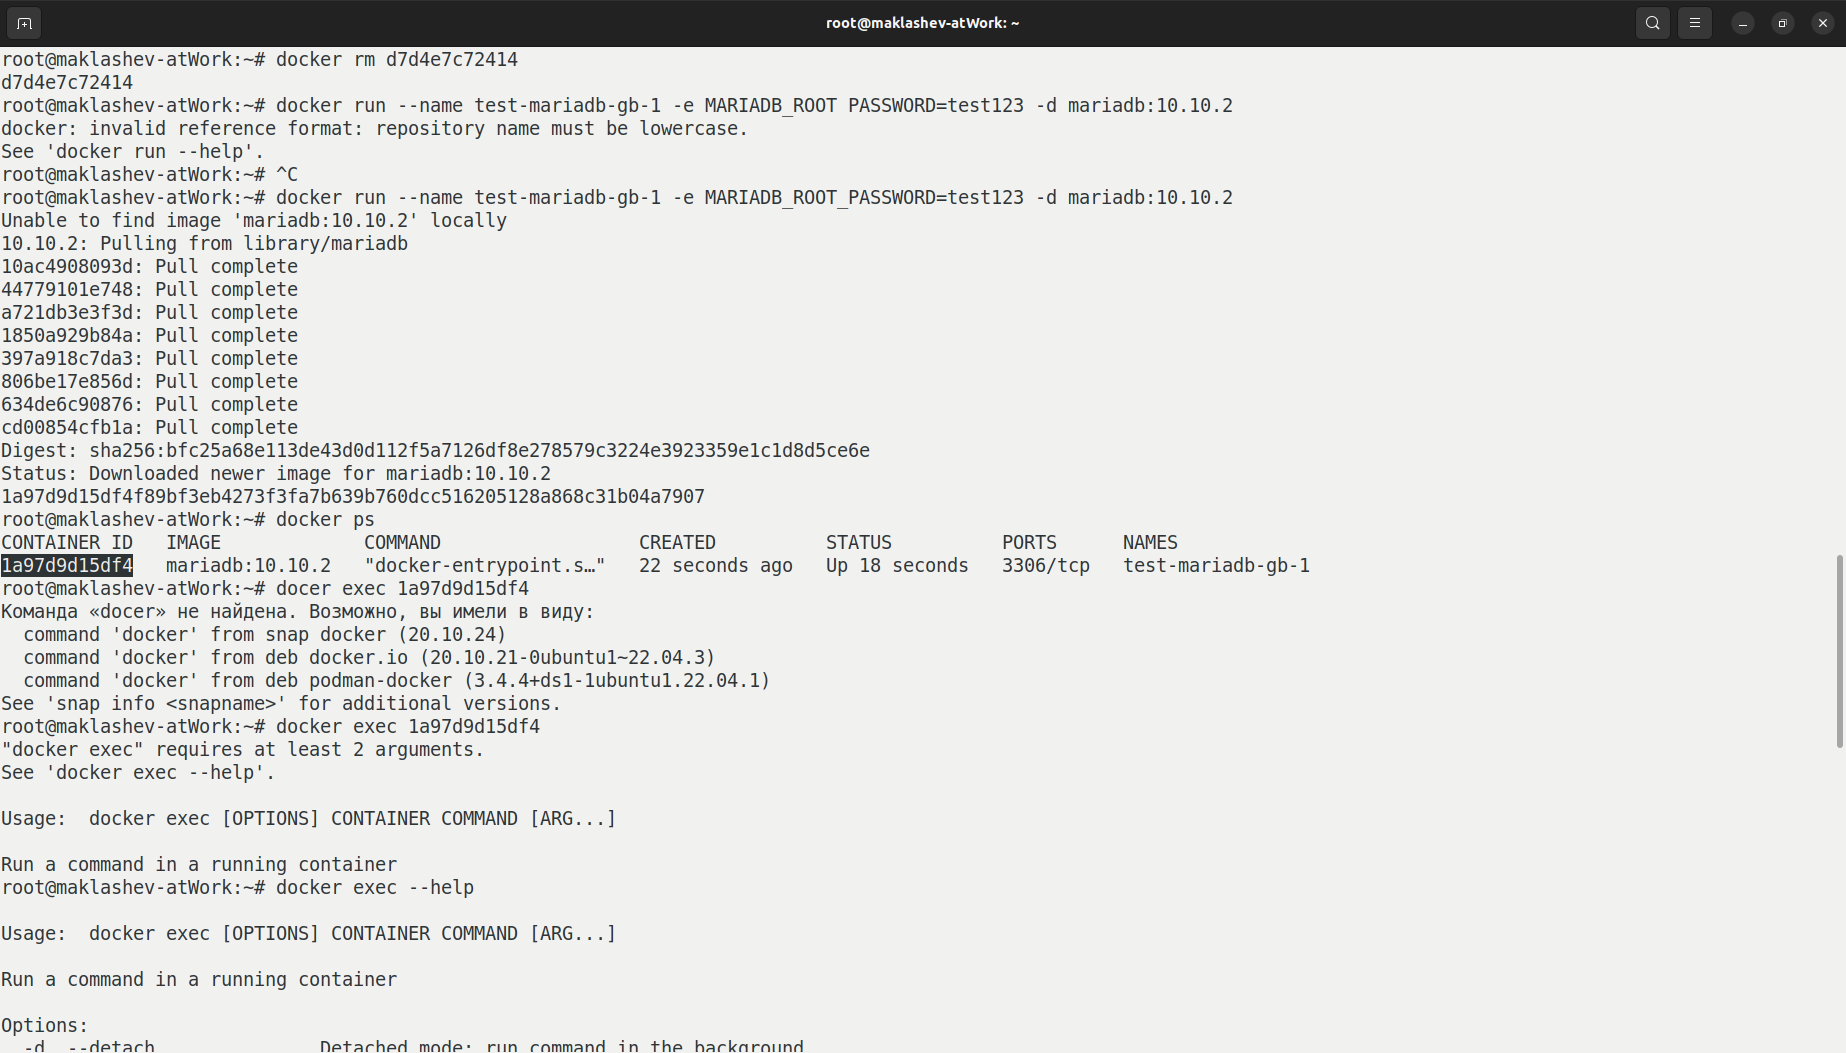 root@maklashev-atWork: ~
root@maklashev-atWork:~# docker rm d7d4e7c72414
d7d4e7c72414
root@maklashev-atWork:~# docker run --name test-mariadb-gb-1 -e MARIADB_ROOT PASSWORD=test123 -d mariadb:10.10.2
docker: invalid reference format: repository name must be lowercase.
See 'docker run --help'.
root@maklashev-atWork:~# ^C
root@maklashev-atWork:~# docker run --name test-mariadb-gb-1 -e MARIADB_ROOT_PASSWORD=test123 -d mariadb:10.10.2
Unable to find image 'mariadb:10.10.2' locally
10.10.2: Pulling from library/mariadb
10ac4908093d: Pull complete
44779101e748: Pull complete
a721db3e3f3d: Pull complete
1850a929b84a: Pull complete
397a918c7da3: Pull complete
806be17e856d: Pull complete
634de6c90876: Pull complete
cd00854cfb1a: Pull complete
Digest: sha256:bfc25a68e113de43d0d112f5a7126df8e278579c3224e3923359e1c1d8d5ce6e
Status: Downloaded newer image for mariadb:10.10.2
1a97d9d15df4f89bf3eb4273f3fa7b639b760dcc516205128a868c31b04a7907
root@maklashev-atWork:~# docker ps
CONTAINER ID   IMAGE             COMMAND                  CREATED          STATUS          PORTS      NAMES
1a97d9d15df4   mariadb:10.10.2   "docker-entrypoint.s…"   22 seconds ago   Up 18 seconds   3306/tcp   test-mariadb-gb-1
root@maklashev-atWork:~# docer exec 1a97d9d15df4
Команда «docer» не найдена. Возможно, вы имели в виду:
  command 'docker' from snap docker (20.10.24)
  command 'docker' from deb docker.io (20.10.21-0ubuntu1~22.04.3)
  command 'docker' from deb podman-docker (3.4.4+ds1-1ubuntu1.22.04.1)
See 'snap info <snapname>' for additional versions.
root@maklashev-atWork:~# docker exec 1a97d9d15df4
"docker exec" requires at least 2 arguments.
See 'docker exec --help'.

Usage:  docker exec [OPTIONS] CONTAINER COMMAND [ARG...]

Run a command in a running container
root@maklashev-atWork:~# docker exec --help

Usage:  docker exec [OPTIONS] CONTAINER COMMAND [ARG...]

Run a command in a running container

Options:
  -d, --detach               Detached mode: run command in the background